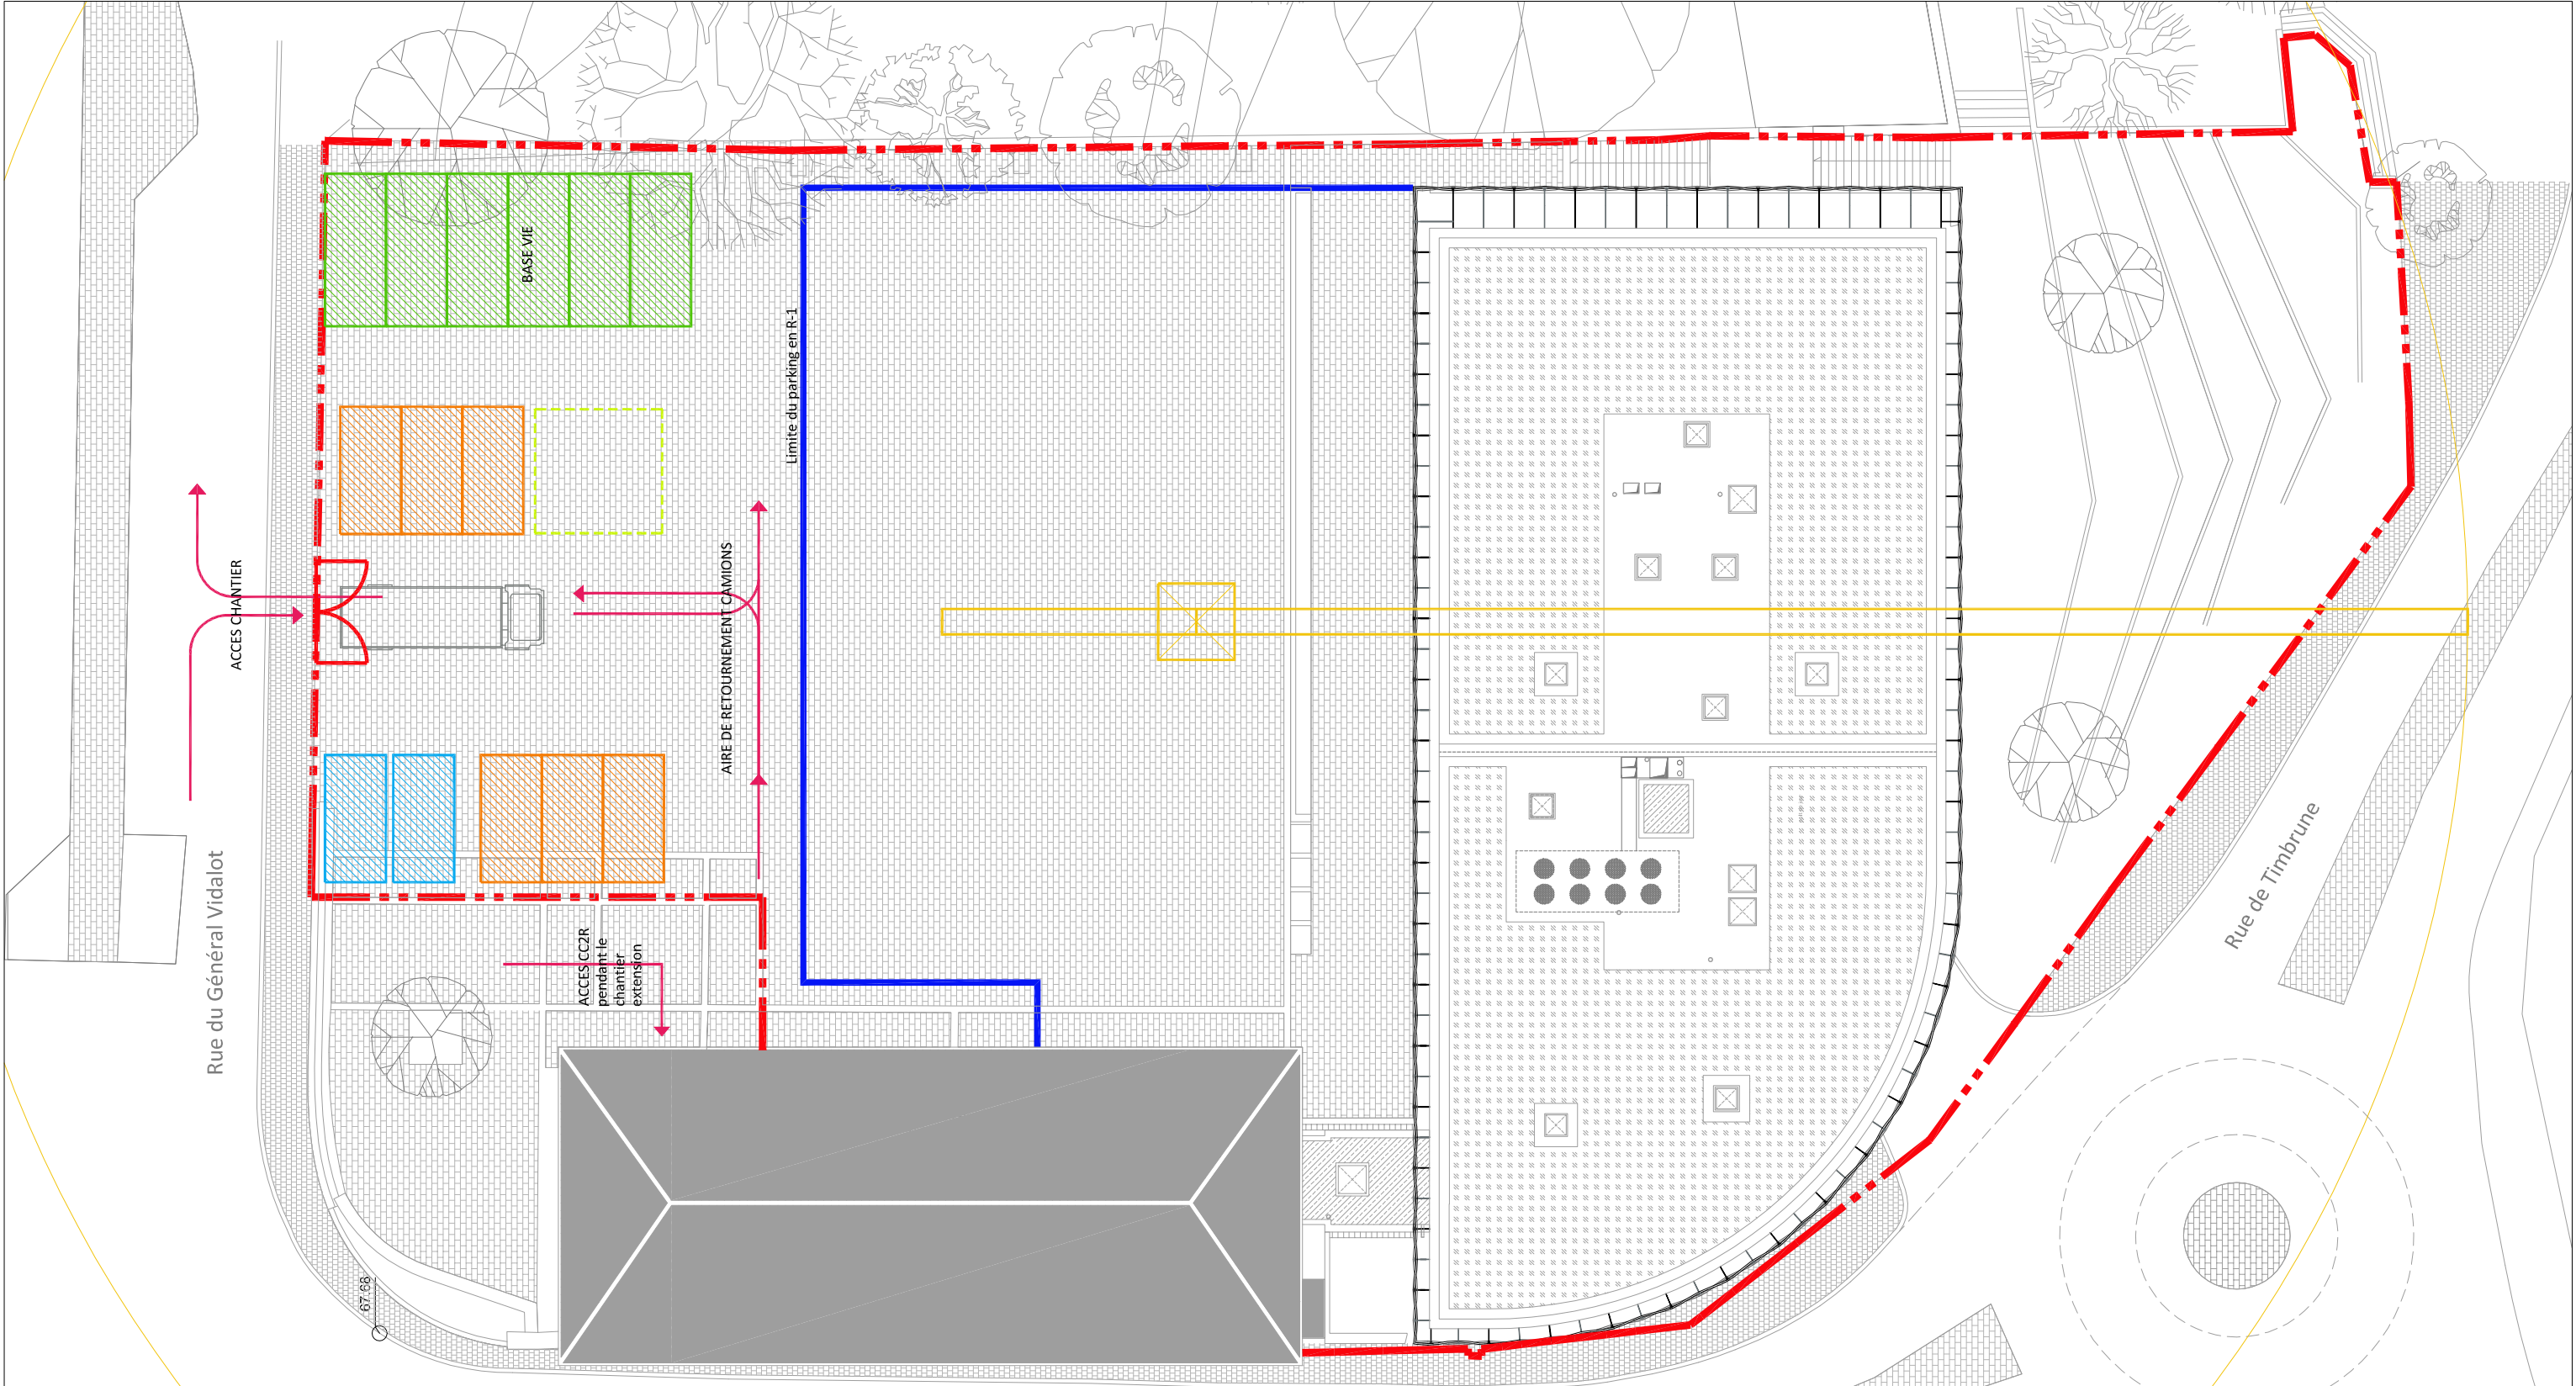 BASE VIE
Limite du parking en R-1
ACCES CHANTIER
AIRE DE RETOURNEMENT CAMIONS
Rue du Général Vidalot
ACCES CC2R
pendant le
chantier
extension
Rue de Timbrune
67.68